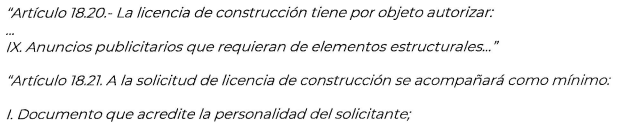 “Artículo 18.20.- La licencia de construcción tiene por objeto autorizar:
...
IX. Anuncios publicitarios que requieran de elementos estructurales...”
“Artículo 18.21. A la solicitud de licencia de construcción se acompañará como mínimo:
I. Documento que acredite la personalidad del solicitante;